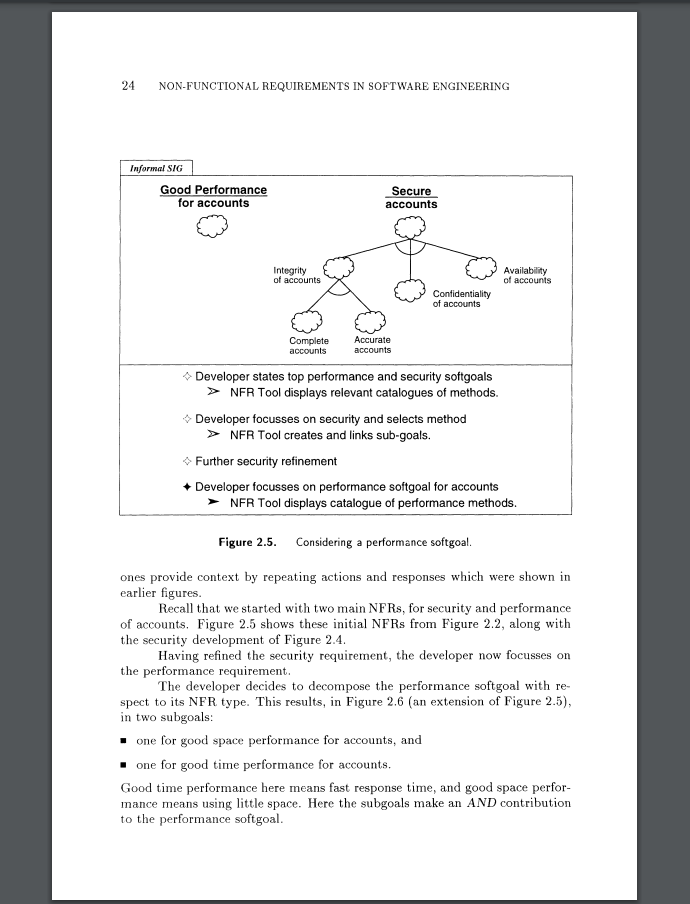 24 NON-FUNCTIONAL REQUIREMENTS IN SOFTWARE ENGINEERING
Informal SIG
Good Performance
for accounts
Secure
accounts
Integrity
of accounts
Availability
of accounts
Confidentiality
of accounts
Complete
accounts
Accurate
accounts
Developer states top performance and security softgoals
NFR Tool displays relevant catalogues of methods.
Developer focusses on security and selects method
NFR Tool creates and links sub-goals.
Further security refinement
Developer focusses on performance softgoal for accounts
NFR Tool displays catalogue of performance methods.
Figure 2.5. Considering a performance softgoal.
ones provide context by repeating actions and responses which were shown in
earlier figures.
Recall that we started with two main NFRs, for security and performance
of accounts. Figure 2.5 shows these initial NFRs from Figure 2.2, along with
the security development of Figure 2.4.
Having refined the security requirement, the developer now focusses on
the performance requirement.
The developer decides to decompose the performance softgoal with re-
spect to its NFR type. This results, in Figure 2.6 (an extension of Figure 2.5),
in two subgoals:
■ one for good space performance for accounts, and
■ one for good time performance for accounts.
Good time performance here means fast response time, and good space perfor-
mance means using little space. Here the subgoals make an AND contribution
to the performance softgoal.